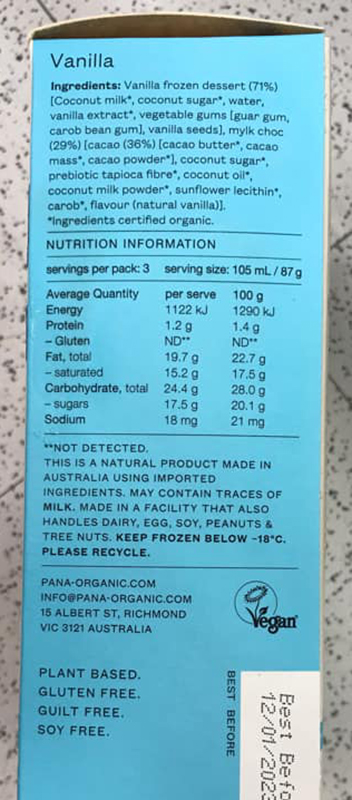 Vanilla
Ingredients: Vanilla frozen dessert (71%)
[Coconut milk*, coconut sugar*, water,
vanilla extract*, vegetable gums [guar gum,
carob bean gum], vanilla seeds], mylk choc
(29%) [cacao (36%) [cacao butter*, cacao
mass*, cacao powder*], coconut sugar*,
prebiotic tapioca fibre*, coconut oil*,
coconut milk powder*, sunflower lecithin*,
carob*, flavour (natural vanilla)].
*Ingredients certified organic.
NUTRITION INFORMATION
servings per pack: 3 serving size: 105 mL / 87 g
Average Quantity per serve 100 g
Energy 1122 kJ 1290 kJ
Protein 1.2 g 1.4 g
– Gluten ND** ND**
Fat, total 19.7 g 22.7 g
– saturated 15.2 g 17.5 g
Carbohydrate, total 24.4 g 28.0 g
– sugars 17.5 g 20.1 g
Sodium 18 mg 21 mg
**NOT DETECTED.
THIS IS A NATURAL PRODUCT MADE IN
AUSTRALIA USING IMPORTED
INGREDIENTS. MAY CONTAIN TRACES OF
MILK. MADE IN A FACILITY THAT ALSO
HANDLES DAIRY, EGG, SOY, PEANUTS &
TREE NUTS. KEEP FROZEN BELOW -18°C.
PLEASE RECYCLE.
PANA-ORGANIC.COM
INFO@PANA-ORGANIC.COM
15 ALBERT ST, RICHMOND
VIC 3121 AUSTRALIA
Vegan
PLANT BASED.
GLUTEN FREE.
GUILT FREE.
SOY FREE.
BEST BEFORE
Best Befo
12/01/2023